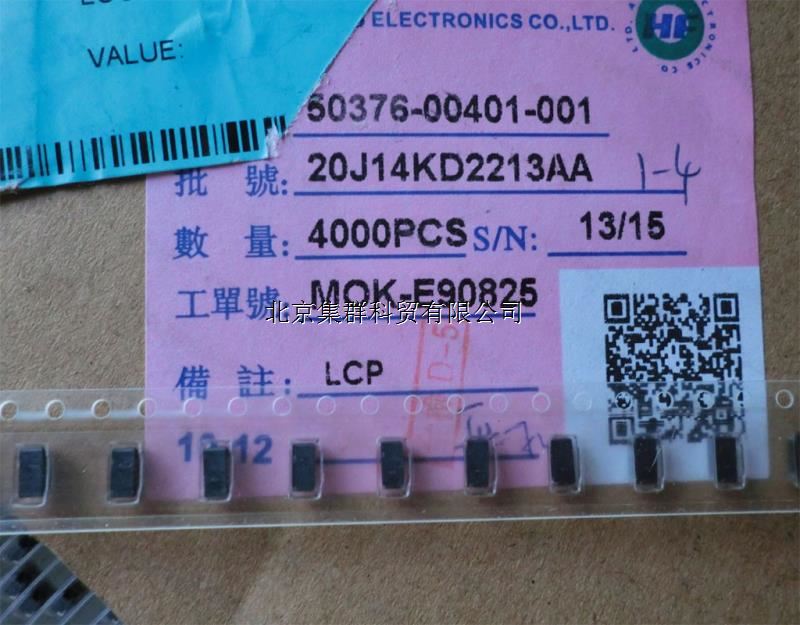 VALUE:
ELECTRONICS CO.,LTD.
HF
50376-00401-001
批 號: 20J14KD2213AA 1-4
數 量: 4000PCS S/N: 13/15
工單號 MOK-E90825
北京集群科贸有限公司
備 註: LCP